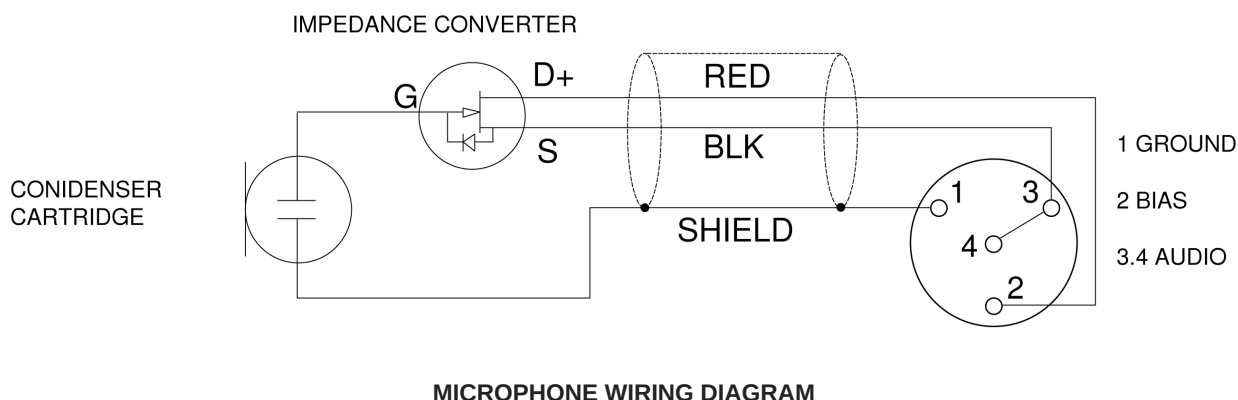 IMPEDANCE CONVERTER
D+
G
RED
S
BLK
1 GROUND
CONIDENSER
CARTRIDGE
1
3
2 BIAS
SHIELD
4
3.4 AUDIO
2
MICROPHONE WIRING DIAGRAM